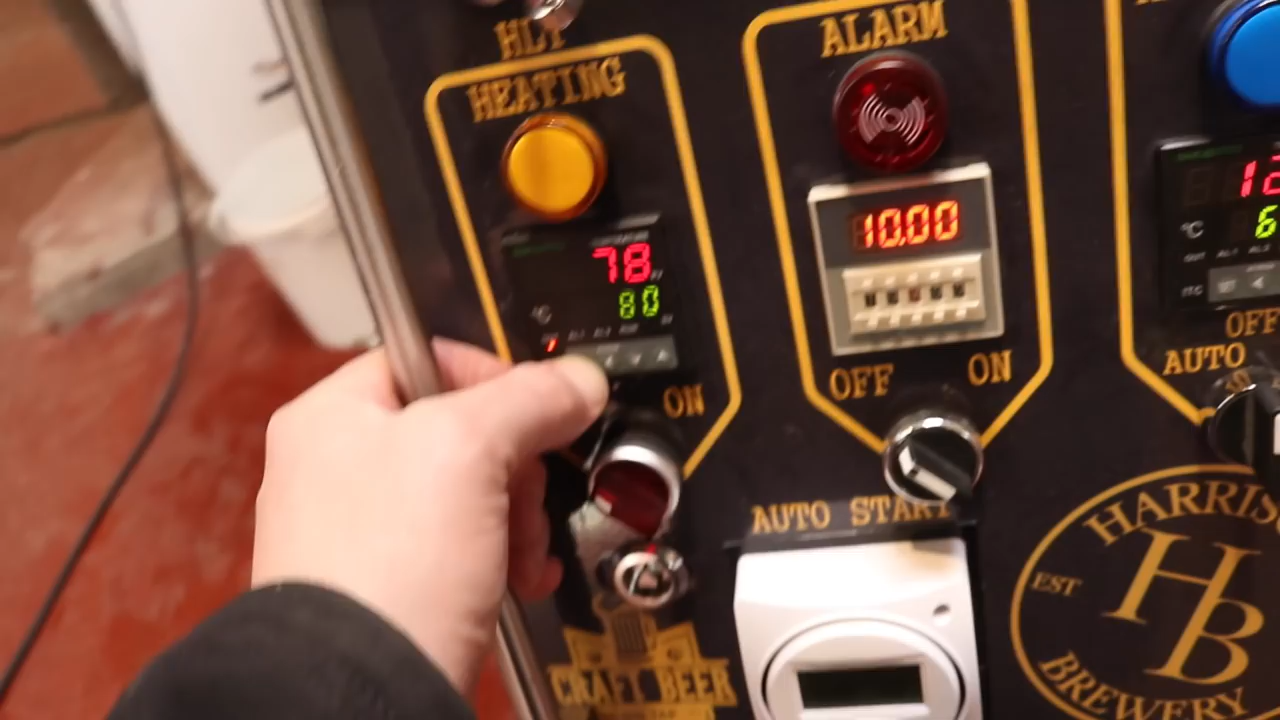 HLT
HEATING
78
80
°C
ON
ALARM
10.00
OFF
ON
AUTO START
CRAFT BEER
°C
OFF
AUTO
HARRIS
EST
HB
BREWERY